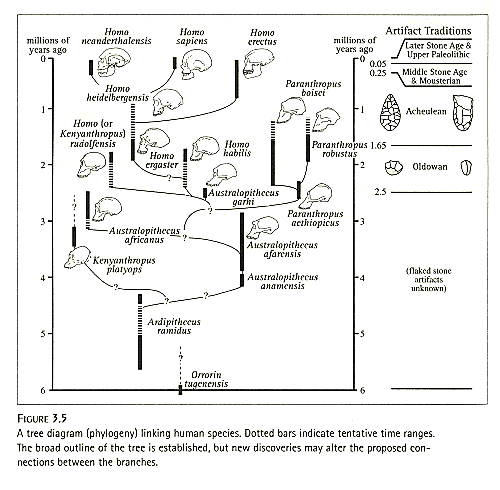 millions of
years ago
0
1
2
3
4
5
6
Homo
neanderthalensis
Homo
sapiens
Homo
erectus
Homo
heidelbergensis
Paranthropus
boisei
Homo (or
Kenyanthropus)
rudolfensis
Homo
ergaster
Homo
habilis
Paranthropus
robustus
?
Australopithecus
garhi
?
?
Paranthropus
aethiopicus
Australopithecus
africanus
?
Australopithecus
afarensis
Kenyanthropus
platyops
Australopithecus
anamensis
?
?
Ardipithecus
ramidus
?
Orrorin
tugenensis
millions of
years ago
0
1
2
3
4
5
6
Artifact Traditions
Later Stone Age &
Upper Paleolithic
0.05
0.25
Middle Stone Age
& Mousterian
Acheulean
1.65
Oldowan
2.5
(flaked stone
artifacts
unknown)
FIGURE 3.5
A tree diagram (phylogeny) linking human species. Dotted bars indicate tentative time ranges.
The broad outline of the tree is established, but new discoveries may alter the proposed con-
nections between the branches.